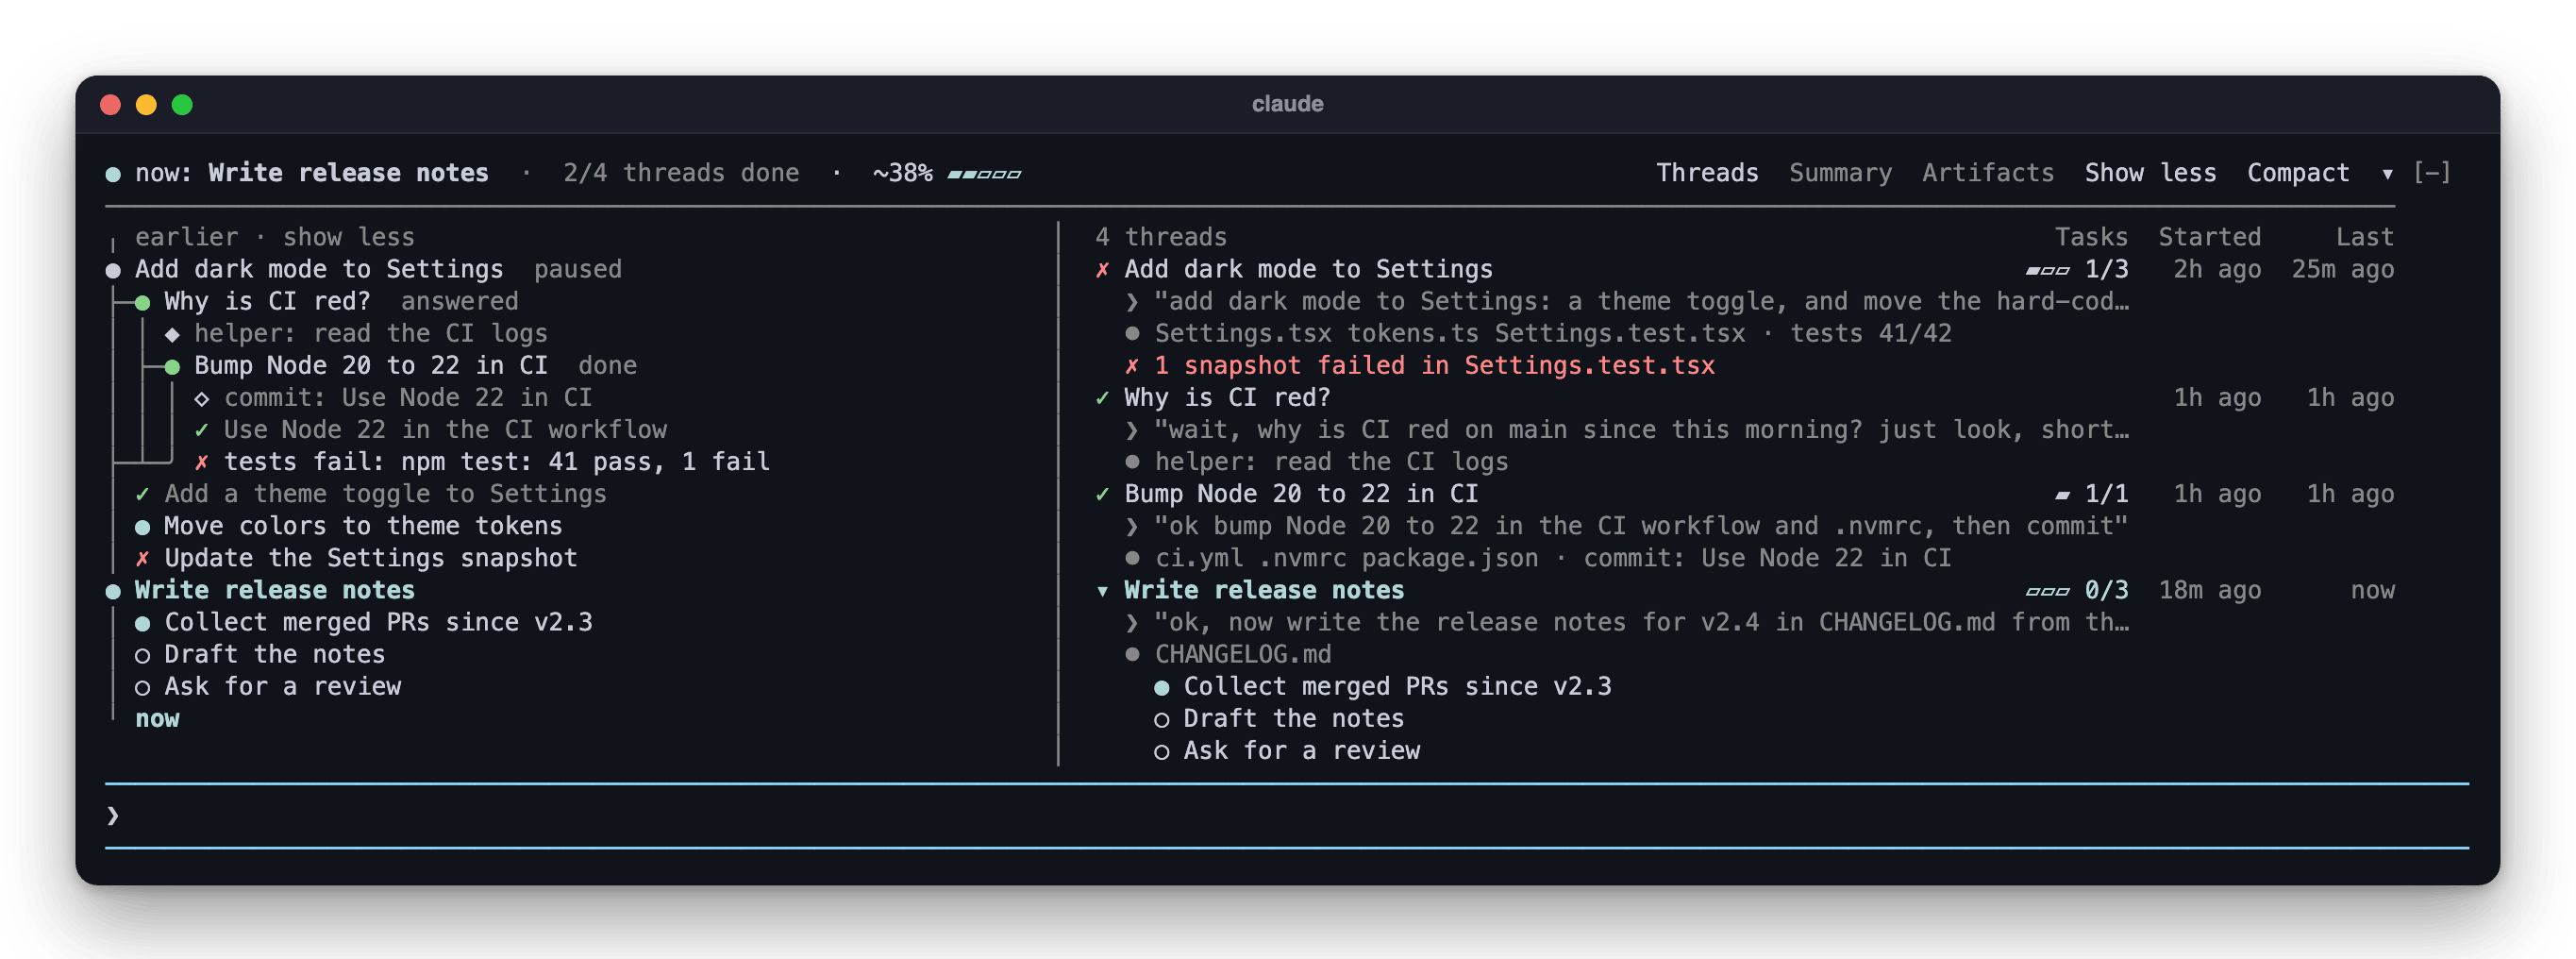 claude
● now: Write release notes · 2/4 threads done · ~38% ▰▰▱▱▱ Threads Summary Artifacts Show less Compact ▾ [−]
earlier · show less
● Add dark mode to Settings paused
● Why is CI red? answered
◆ helper: read the CI logs
● Bump Node 20 to 22 in CI done
◇ commit: Use Node 22 in CI
✓ Use Node 22 in the CI workflow
✗ tests fail: npm test: 41 pass, 1 fail
✓ Add a theme toggle to Settings
● Move colors to theme tokens
✗ Update the Settings snapshot
● Write release notes
● Collect merged PRs since v2.3
○ Draft the notes
○ Ask for a review
now
4 threads Tasks Started Last
✗ Add dark mode to Settings ▰▱▱ 1/3 2h ago 25m ago
❯ "add dark mode to Settings: a theme toggle, and move the hard-cod…
● Settings.tsx tokens.ts Settings.test.tsx · tests 41/42
✗ 1 snapshot failed in Settings.test.tsx
✓ Why is CI red? 1h ago 1h ago
❯ "wait, why is CI red on main since this morning? just look, short…
● helper: read the CI logs
✓ Bump Node 20 to 22 in CI ▰ 1/1 1h ago 1h ago
❯ "ok bump Node 20 to 22 in the CI workflow and .nvmrc, then commit"
● ci.yml .nvmrc package.json · commit: Use Node 22 in CI
▾ Write release notes ▱▱▱ 0/3 18m ago now
❯ "ok, now write the release notes for v2.4 in CHANGELOG.md from th…
● CHANGELOG.md
● Collect merged PRs since v2.3
○ Draft the notes
○ Ask for a review
❯